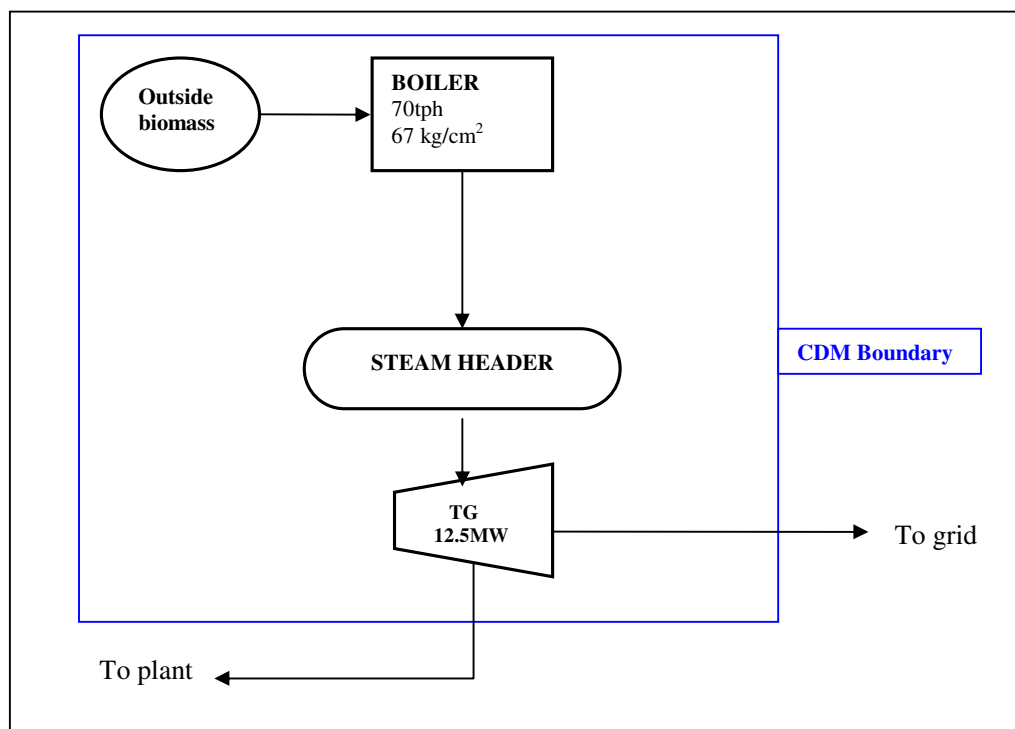 Outside
biomass
BOILER
70tph
67 kg/cm²
STEAM HEADER
CDM Boundary
TG
12.5MW
To grid
To plant